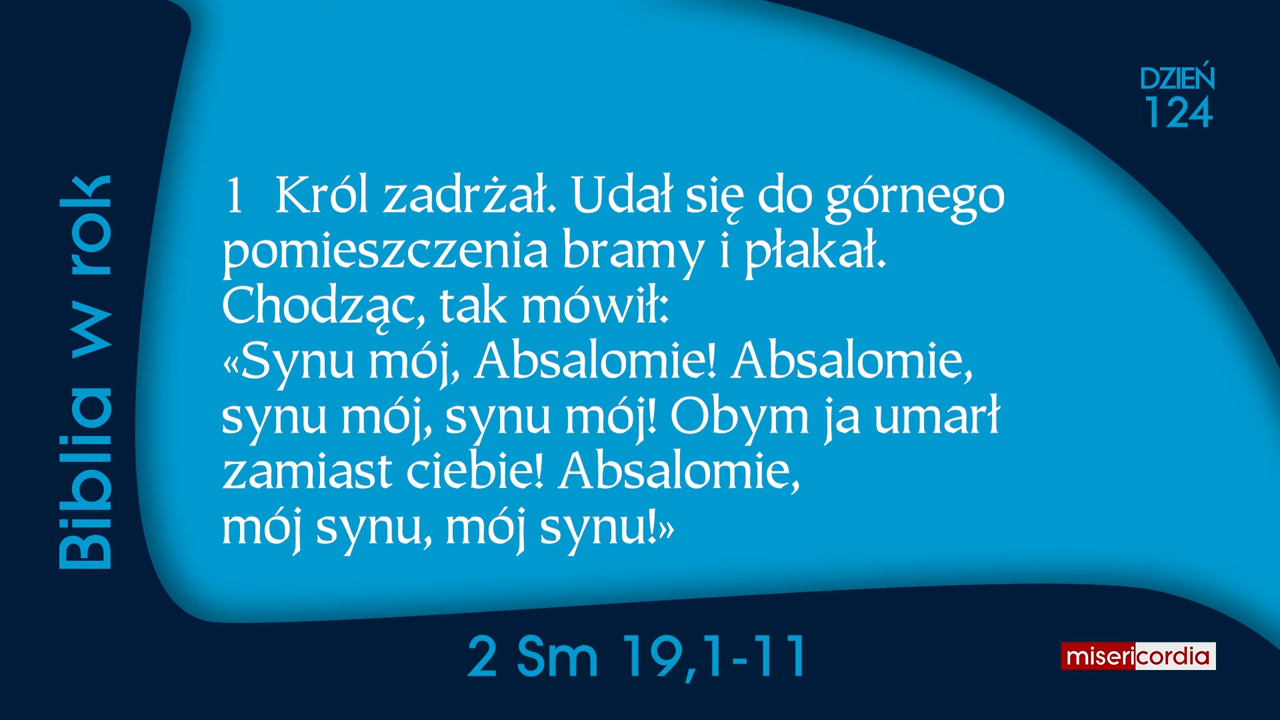 DZIEŃ
124
Biblia w rok
1 Król zadrżał. Udał się do górnego
pomieszczenia bramy i płakał.
Chodząc, tak mówił:
«Synu mój, Absalomie! Absalomie,
synu mój, synu mój! Obym ja umarł
zamiast ciebie! Absalomie,
mój synu, mój synu!»
2 Sm 19,1-11
misericordia